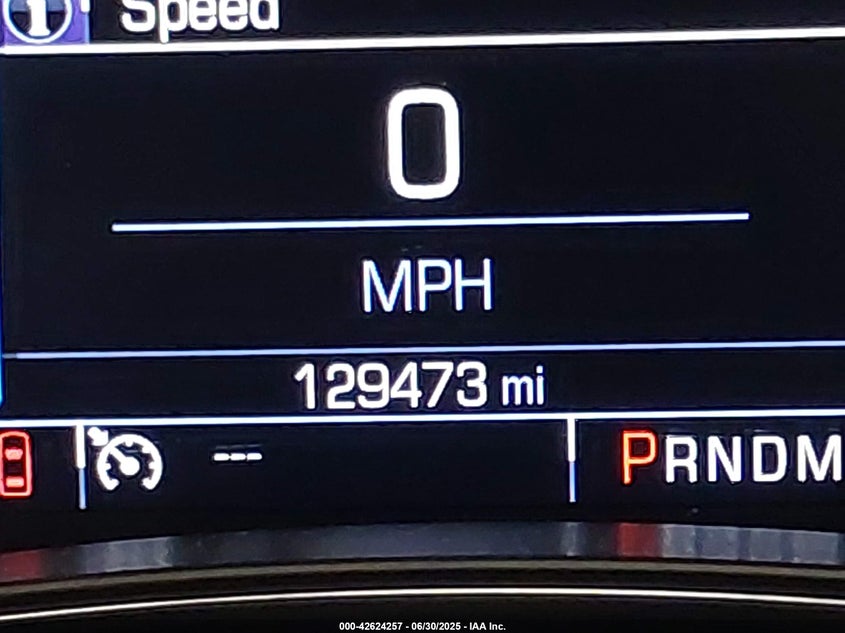 Speed
0
MPH
129473 mi
---
PRNDM
000-42624257 - 06/30/2025 - IAA Inc.